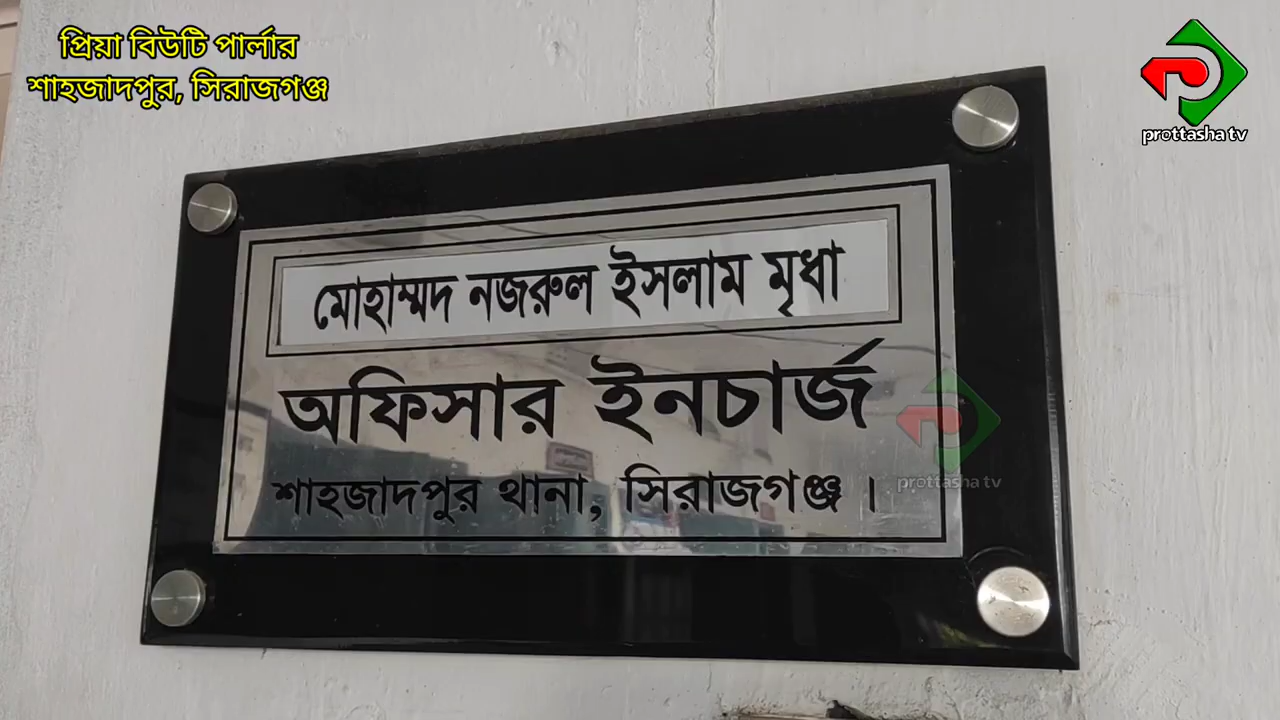 প্রিয়া বিউটি পার্লার
শাহজাদপুর, সিরাজগঞ্জ
prottasha tv
মোহাম্মদ নজরুল ইসলাম মৃধা
অফিসার ইনচার্জ
শাহজাদপুর থানা, সিরাজগঞ্জ।
prottasha tv